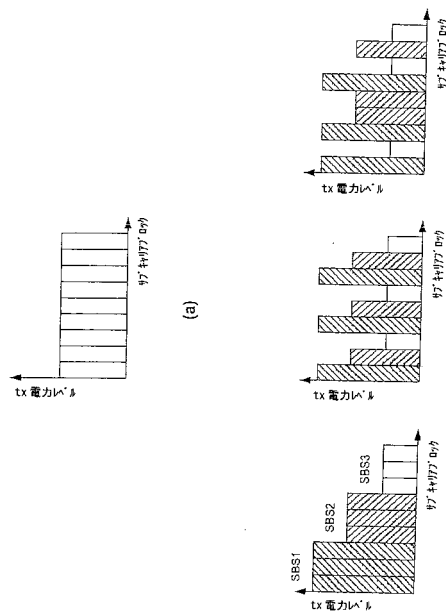 tx 電力レベル
サブキャリアブロック
(a)
SBS1
SBS2
SBS3
tx 電力レベル
サブキャリアブロック
tx 電力レベル
サブキャリアブロック
tx 電力レベル
サブキャリアブロック